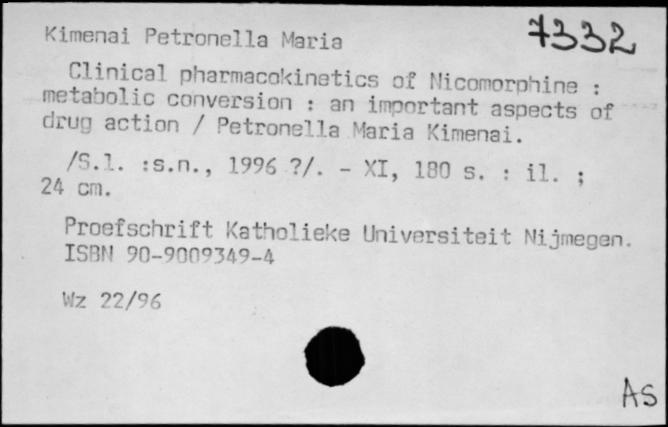 7332
Kimenai Petronella Maria
Clinical pharmacokinetics of Nicomorphine :
metabolic conversion : an important aspects of
drug action / Petronella Maria Kimenai.
/S.l. :s.n., 1996 ?/. - XI, 180 s. : il. ;
24 cm.
Proefschrift Katholieke Universiteit Nijmegen.
ISBN 90-9009349-4
Wz 22/96
AS